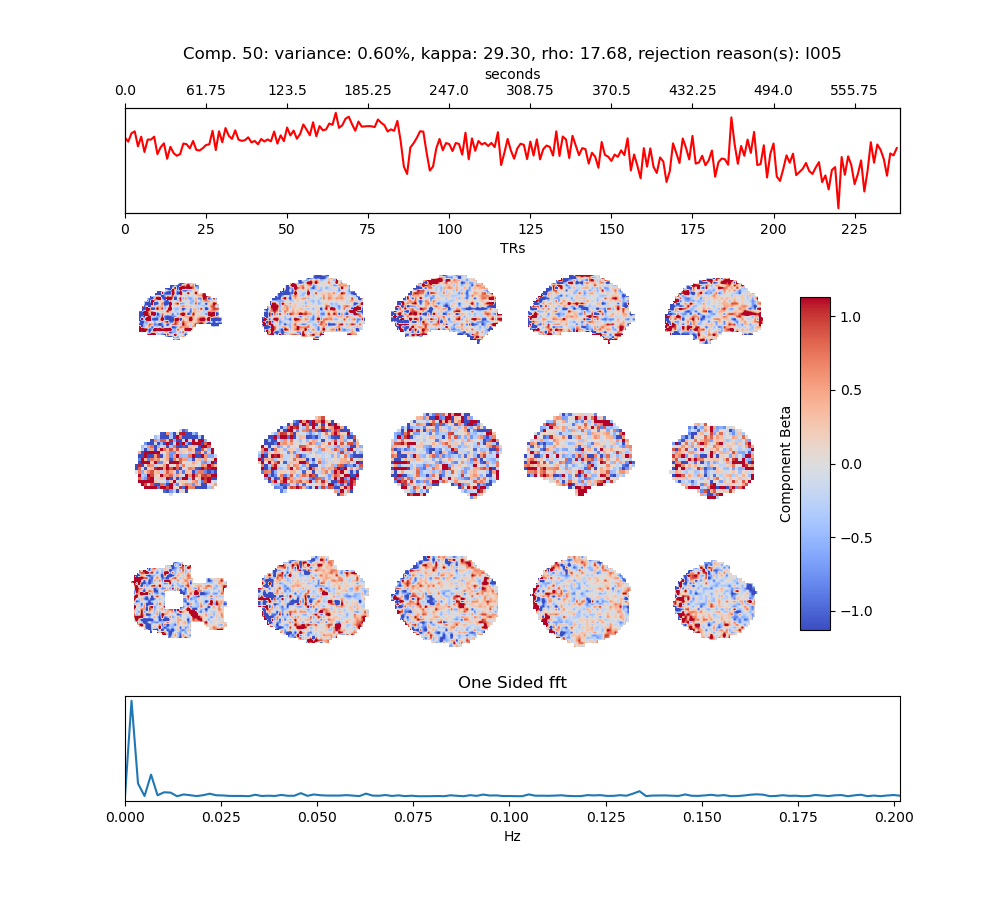 Comp. 50: variance: 0.60%, kappa: 29.30, rho: 17.68, rejection reason(s): I005
seconds
0.0 61.75 123.5 185.25 247.0 308.75 370.5 432.25 494.0 555.75
0 25 50 75 100 125 150 175 200 225
TRs
1.0
0.5
0.0
−0.5
−1.0
Component Beta
One Sided fft
0.000 0.025 0.050 0.075 0.100 0.125 0.150 0.175 0.200
Hz